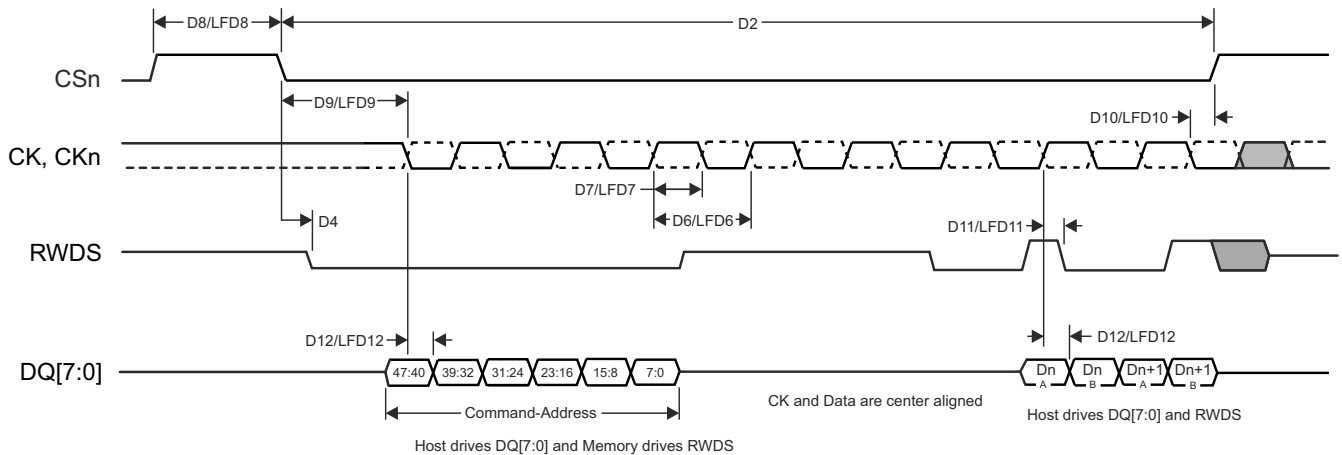 D8/LFD8
D2
CSn
D9/LFD9
D10/LFD10
CK, CKn
D7/LFD7
D6/LFD6
D4
D11/LFD11
RWDS
D12/LFD12
D12/LFD12
DQ[7:0]
47:40 39:32 31:24 23:16 15:8 7:0
Dn A Dn B Dn+1 A Dn+1 B
Command-Address
CK and Data are center aligned
Host drives DQ[7:0] and RWDS
Host drives DQ[7:0] and Memory drives RWDS